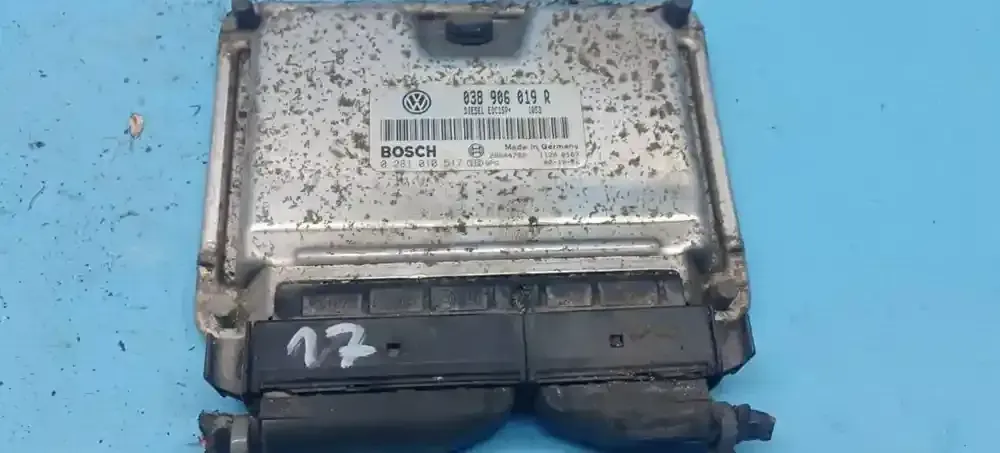 038 906 019 R
DIESEL EDC15P+
BOSCH Made in Germany
0 281 010 517
17